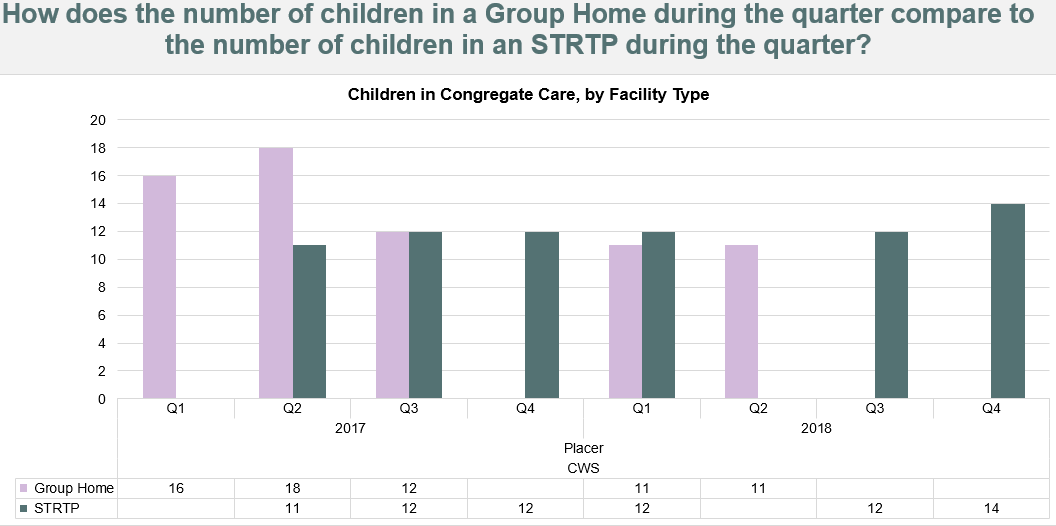 How does the number of children in a Group Home during the quarter compare to
the number of children in an STRTP during the quarter?
Children in Congregate Care, by Facility Type
20
18
16
14
12
10
8
6
4
2
0
Q1 Q2 Q3 Q4 Q1 Q2 Q3 Q4
2017 2018
Placer
CWS
Group Home 16 18 12 11 11
STRTP 11 12 12 12 12 14